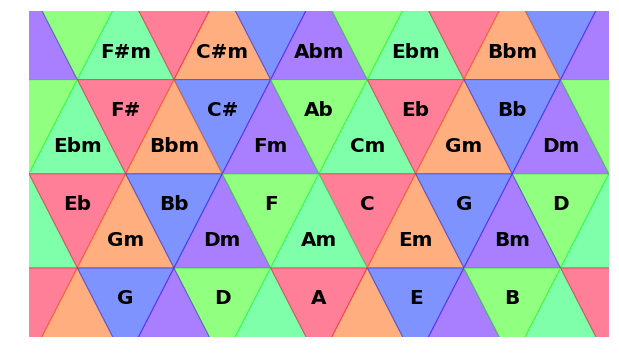 F#m C#m Abm Ebm Bbm
F# C# Ab Eb Bb
Ebm Bbm Fm Cm Gm Dm
Eb Bb F C G D
Gm Dm Am Em Bm
G D A E B